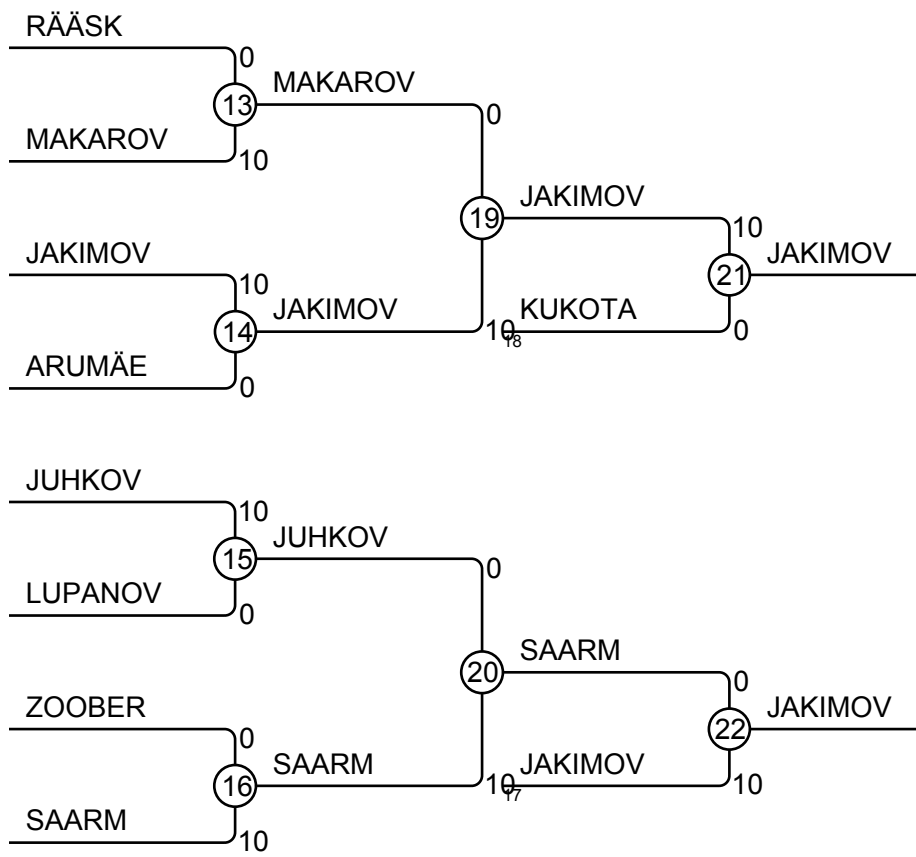 RÄÄSK
0
13
MAKAROV
MAKAROV
10
0
19
JAKIMOV
JAKIMOV
10
14
JAKIMOV
ARUMÄE
0
10
18
KUKOTA
10
21
JAKIMOV
0
JUHKOV
10
15
JUHKOV
LUPANOV
0
0
20
SAARM
ZOOBER
0
16
SAARM
SAARM
10
10
17
JAKIMOV
0
22
JAKIMOV
10